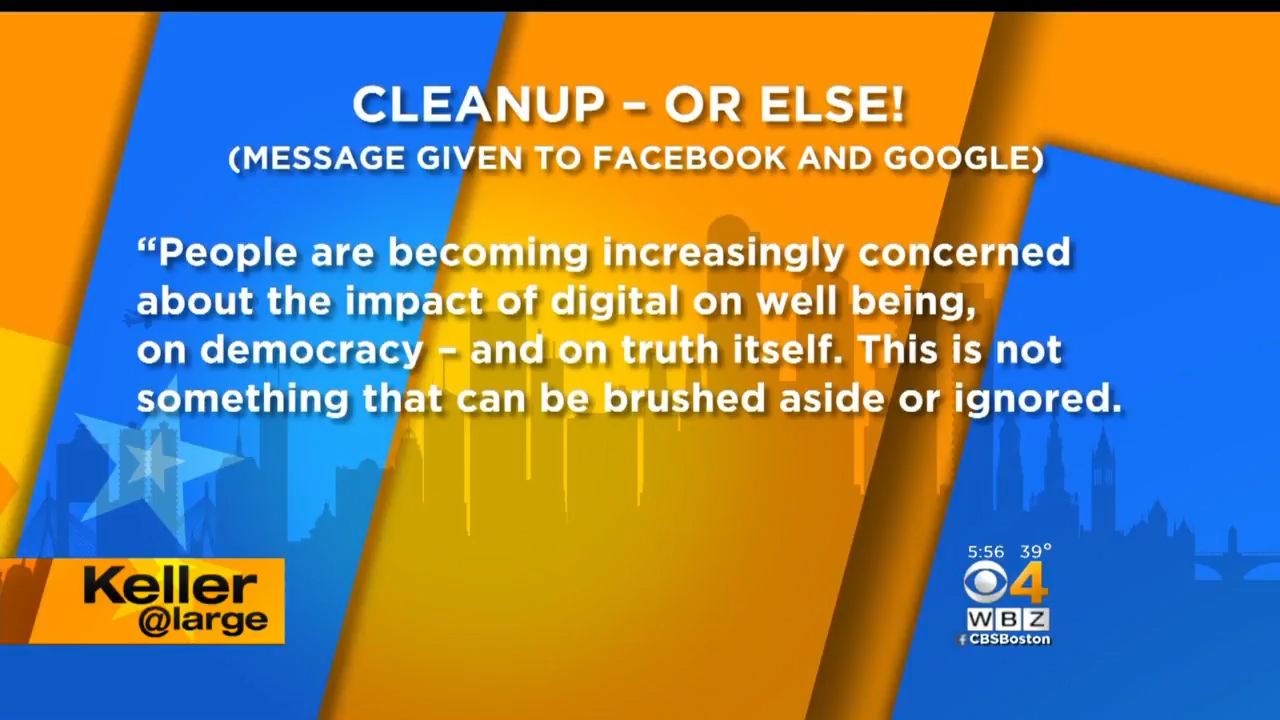 CLEANUP – OR ELSE!
(MESSAGE GIVEN TO FACEBOOK AND GOOGLE)
“People are becoming increasingly concerned
about the impact of digital on well being,
on democracy – and on truth itself. This is not
something that can be brushed aside or ignored.
Keller
@large
5:56 39°
4
WBZ
f CBSBoston